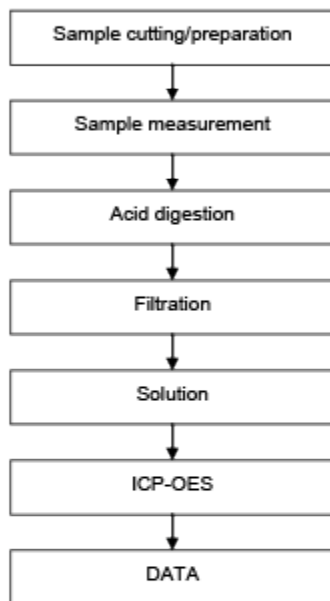 Sample cutting/preparation
Sample measurement
Acid digestion
Filtration
Solution
ICP-OES
DATA